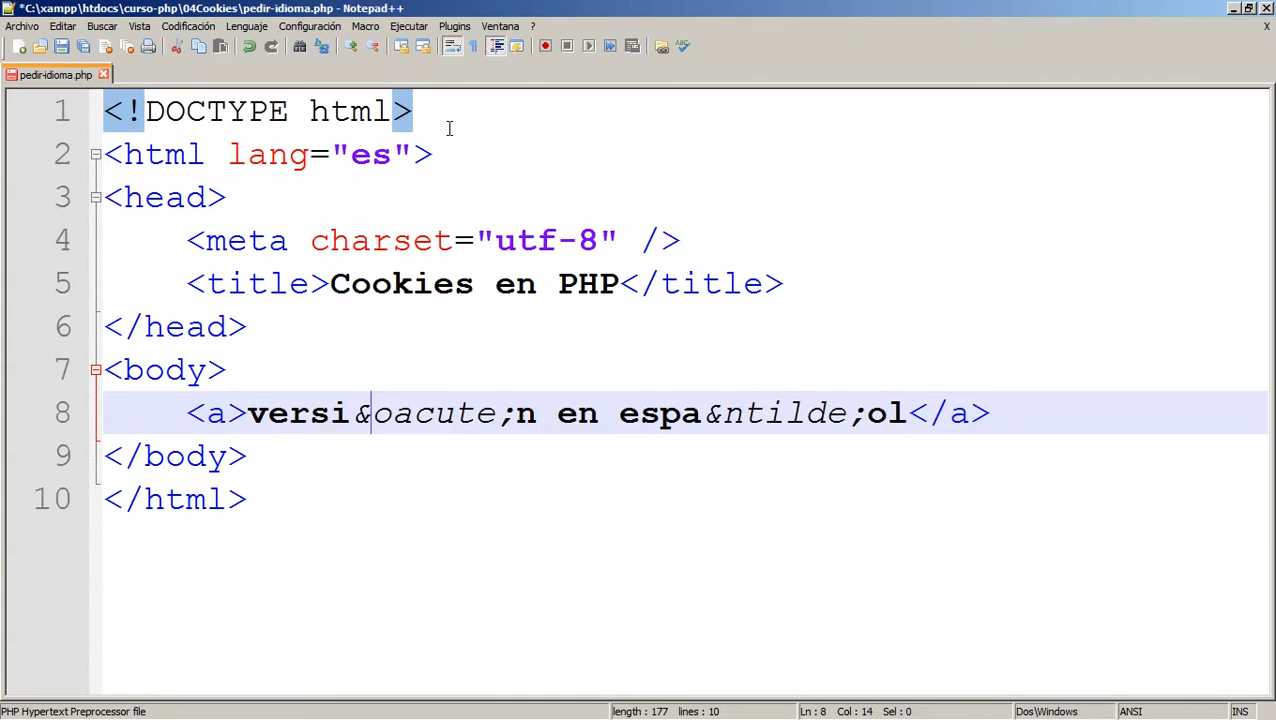 *C:\xampp\htdocs\curso-php\04Cookies\pedir-idioma.php - Notepad++
Archivo Editar Buscar Vista Codificación Lenguaje Configuración Macro Ejecutar Plugins Ventana ? X
pedir-idioma.php
1 <!DOCTYPE html>
2 <html lang="es">
3 <head>
4 <meta charset="utf-8" />
5 <title>Cookies en PHP</title>
6 </head>
7 <body>
8 <a>versi&oacute;n en espa&ntilde;ol</a>
9 </body>
10 </html>
PHP Hypertext Preprocessor file length : 177 lines : 10 Ln : 8 Col : 14 Sel : 0 Dos\Windows ANSI INS